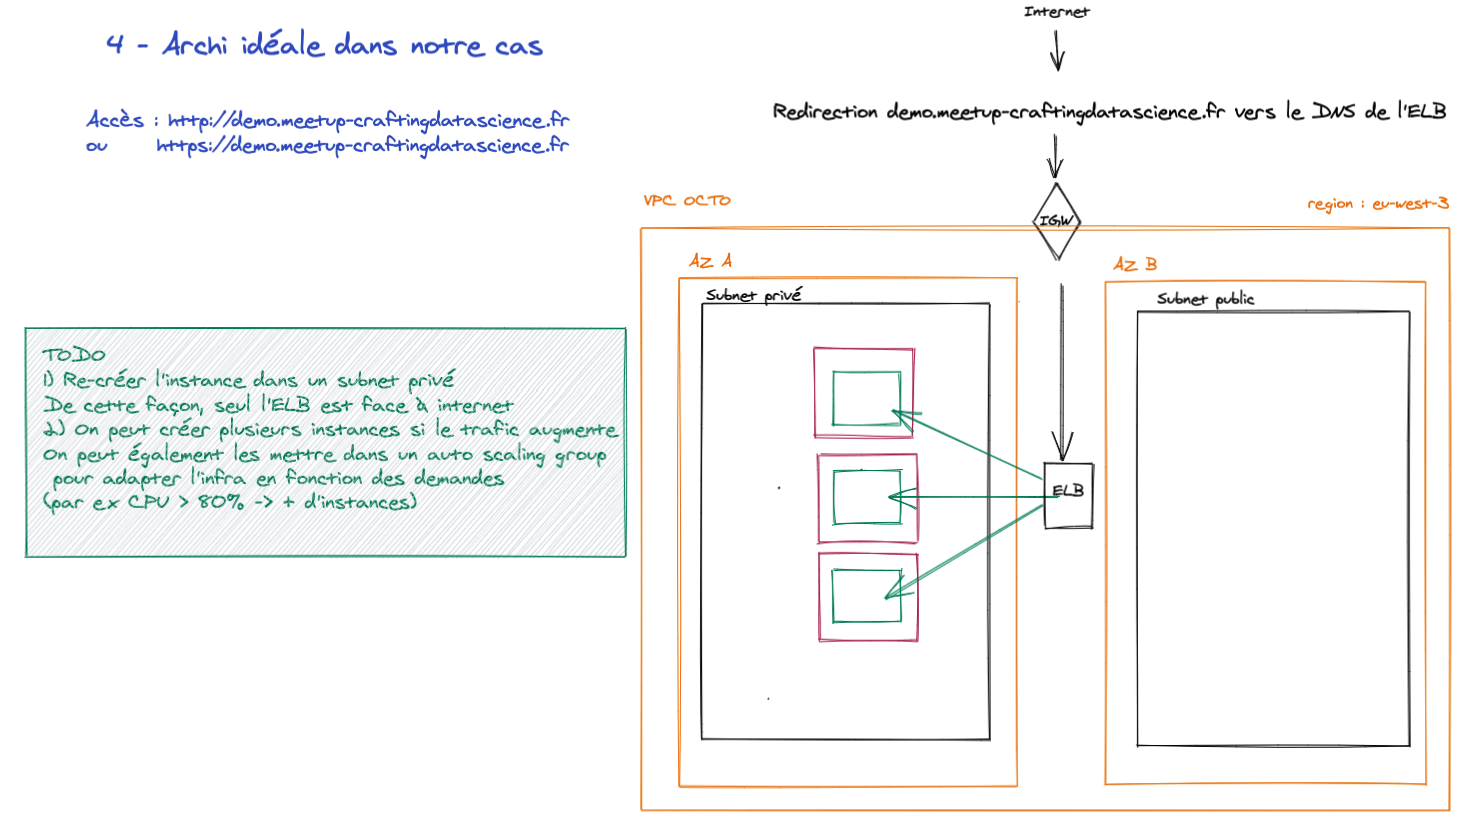 4 - Archi idéale dans notre cas
Accès : http://demo.meetup-craftingdatascience.fr
ou https://demo.meetup-craftingdatascience.fr
Internet
Redirection demo.meetup-craftingdatascience.fr vers le DNS de l'ELB
IGW
VPC OCTO
region : eu-west-3
AZ A
AZ B
Subnet privé
Subnet public
ELB
TODO
1) Re-créer l'instance dans un subnet privé
De cette façon, seul l'ELB est face à internet
2) On peut créer plusieurs instances si le trafic augmente
On peut également les mettre dans un auto scaling group
pour adapter l'infra en fonction des demandes
(par ex CPU > 80% -> + d'instances)